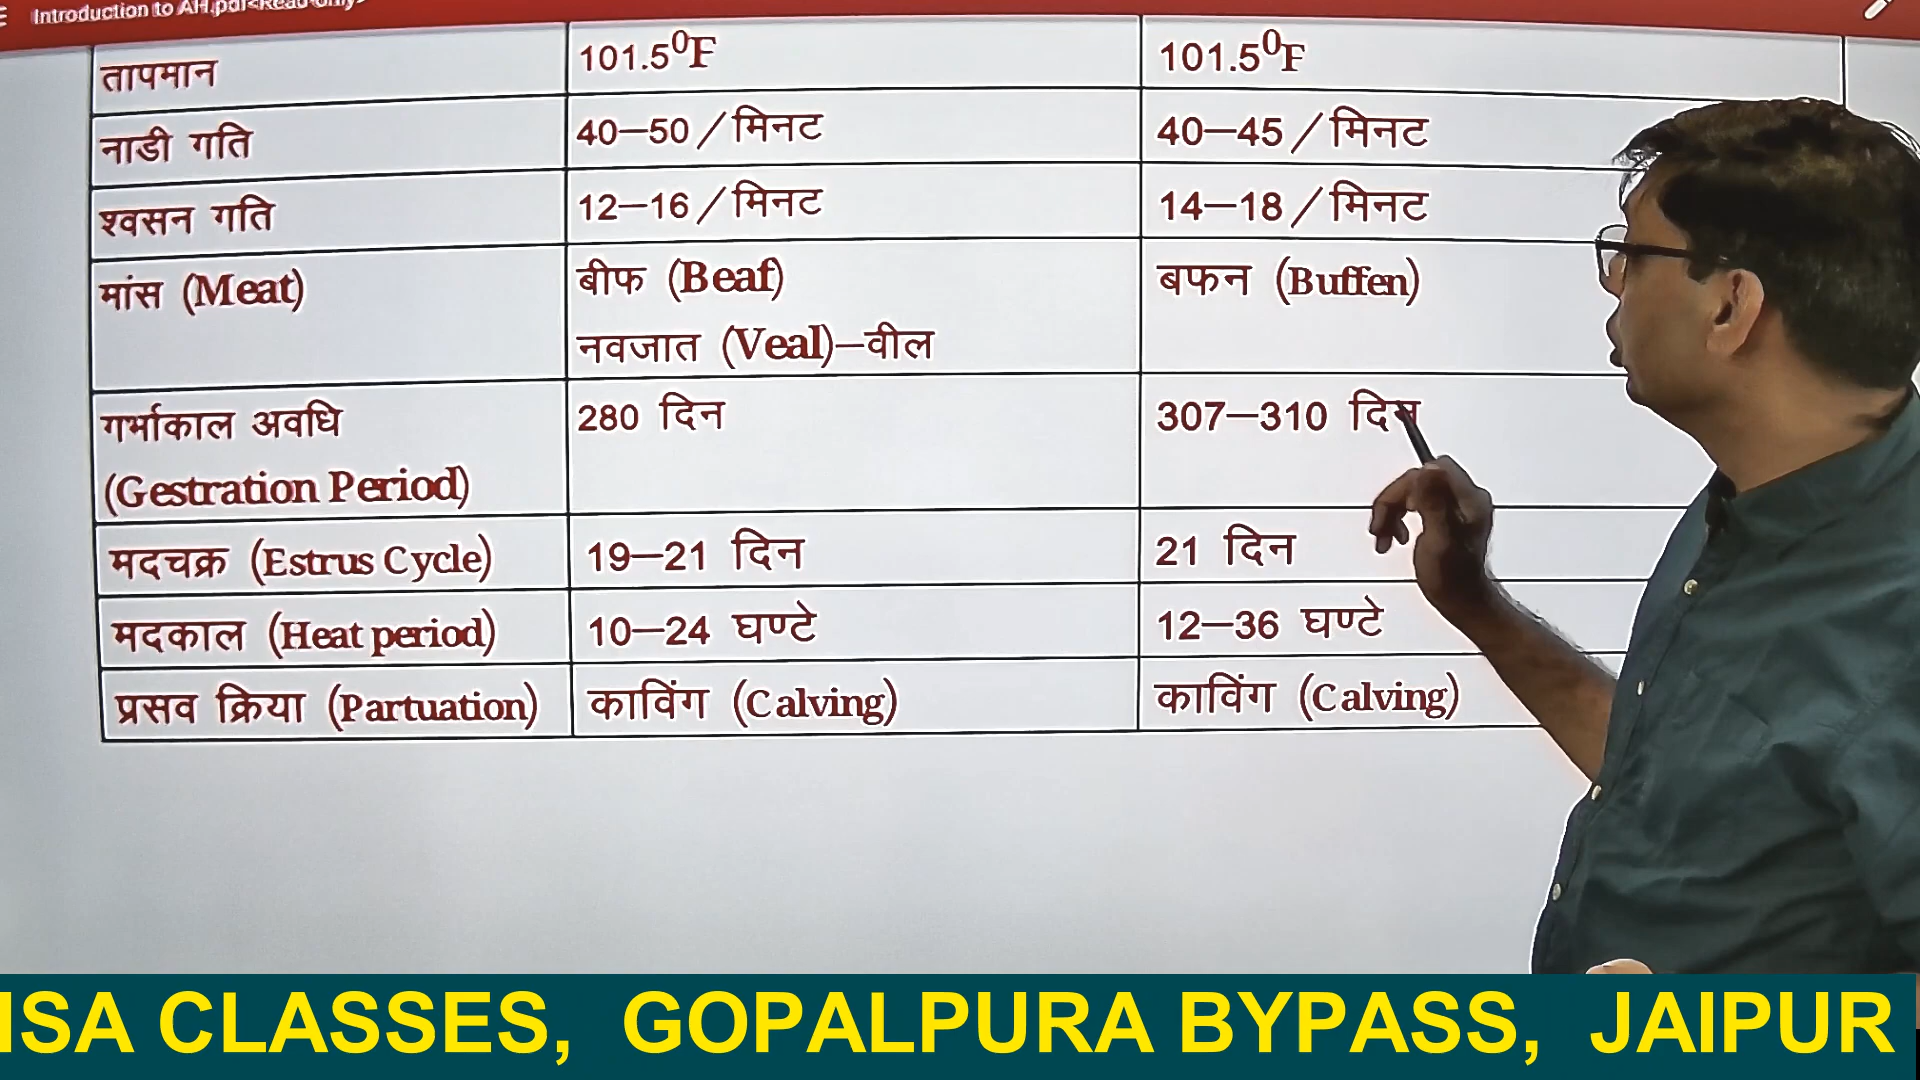 Introduction to AH.pdf<Read only>
तापमान 101.5⁰F 101.5⁰F
नाडी गति 40–50/मिनट 40–45/मिनट
श्वसन गति 12–16/मिनट 14–18/मिनट
मांस (Meat) बीफ (Beaf) बफन (Buffen)
नवजात (Veal)–वील
गर्भाकाल अवधि 280 दिन 307–310 दिन
(Gestration Period)
मदचक्र (Estrus Cycle) 19–21 दिन 21 दिन
मदकाल (Heat period) 10–24 घण्टे 12–36 घण्टे
प्रसव क्रिया (Partuation) काविंग (Calving) काविंग (Calving)
ISA CLASSES, GOPALPURA BYPASS, JAIPUR